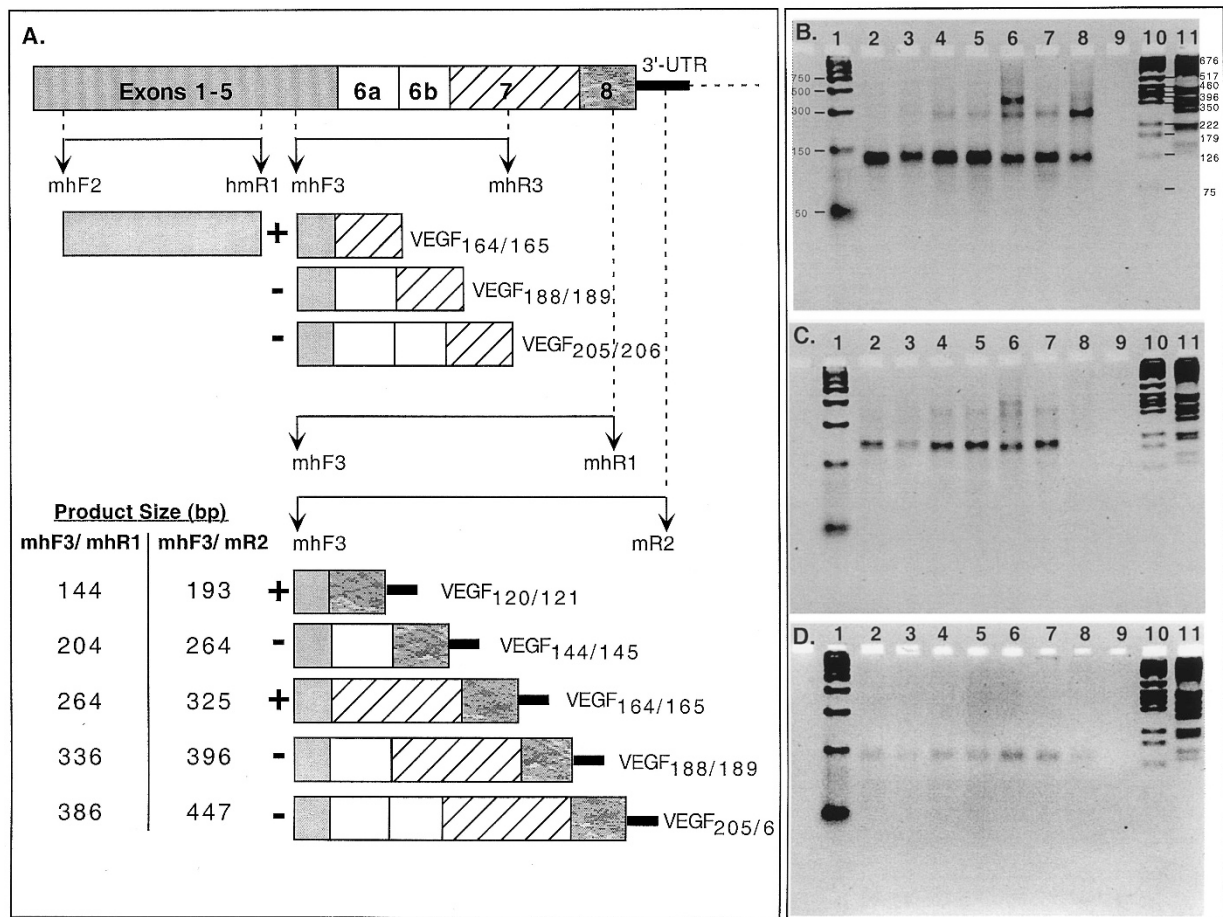 A.
3'-UTR
Exons 1-5 6a 6b 7 8
mhF2 hmR1 mhF3 mhR3
+ VEGF164/165
- VEGF188/189
- VEGF205/206
mhF3 mhR1
Product Size (bp)
mhF3/ mhR1 mhF3/ mR2
mhF3 mR2
144 193 + VEGF120/121
204 264 - VEGF144/145
264 325 + VEGF164/165
336 396 - VEGF188/189
386 447 - VEGF205/6
B.
1 2 3 4 5 6 7 8 9 10 11
750
500
300
150
50
676
517
460
396
350
222
179
126
75
C.
1 2 3 4 5 6 7 8 9 10 11
D.
1 2 3 4 5 6 7 8 9 10 11